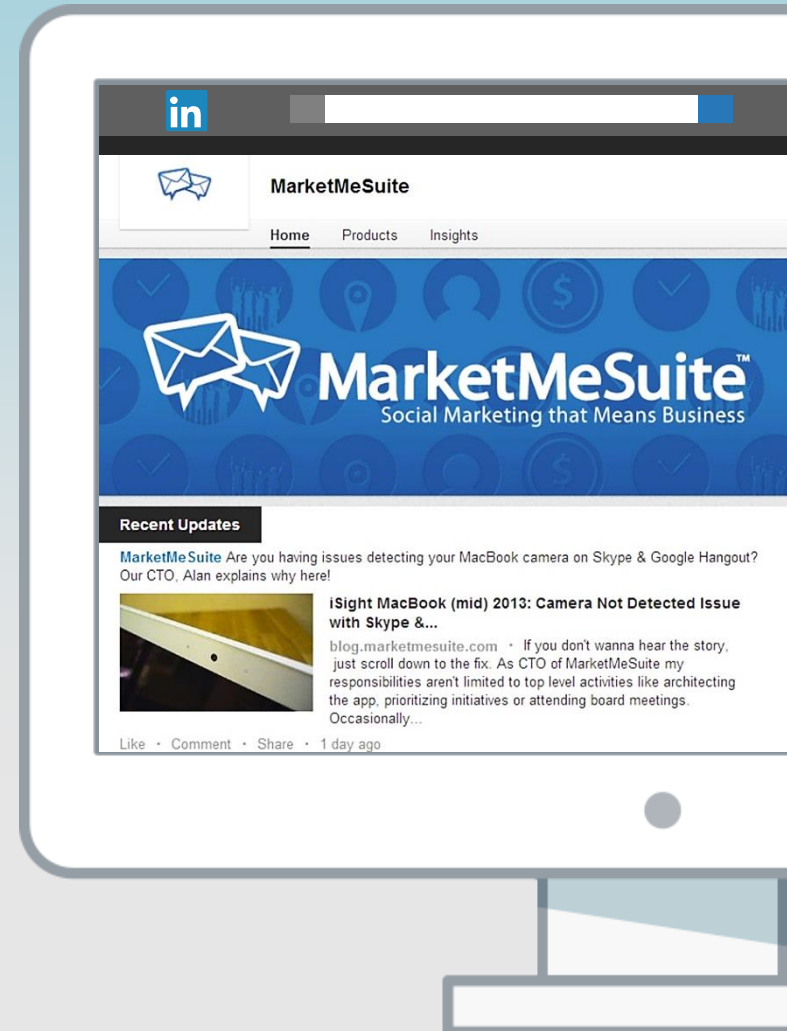 in
MarketMeSuite
Home Products Insights
MarketMeSuite™
Social Marketing that Means Business
Recent Updates
MarketMeSuite Are you having issues detecting your MacBook camera on Skype & Google Hangout?
Our CTO, Alan explains why here!
iSight MacBook (mid) 2013: Camera Not Detected Issue
with Skype &...
blog.marketmesuite.com · If you don't wanna hear the story,
just scroll down to the fix. As CTO of MarketMeSuite my
responsibilities aren't limited to top level activities like architecting
the app, prioritizing initiatives or attending board meetings.
Occasionally...
Like · Comment · Share · 1 day ago